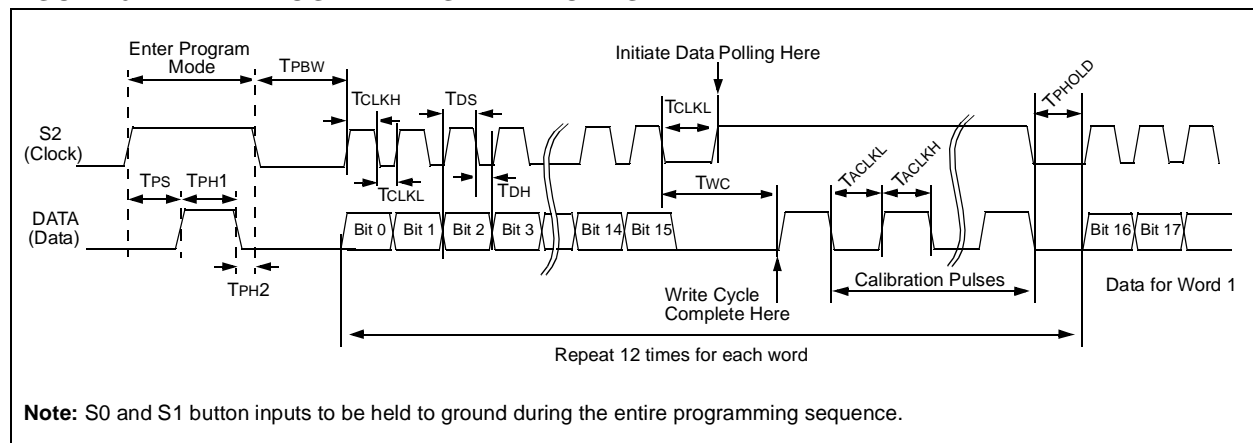 Enter Program
Mode
TPBW
Initiate Data Polling Here
TPHOLD
TCLKH
TDS
TCLKL
S2
(Clock)
TCLKL
TDH
TWC
TACLKL
TACLKH
TPS
TPH1
DATA
(Data)
Bit 0
Bit 1
Bit 2
Bit 3
Bit 14
Bit 15
Bit 16
Bit 17
TPH2
Write Cycle
Complete Here
Calibration Pulses
Data for Word 1
Repeat 12 times for each word
Note: S0 and S1 button inputs to be held to ground during the entire programming sequence.